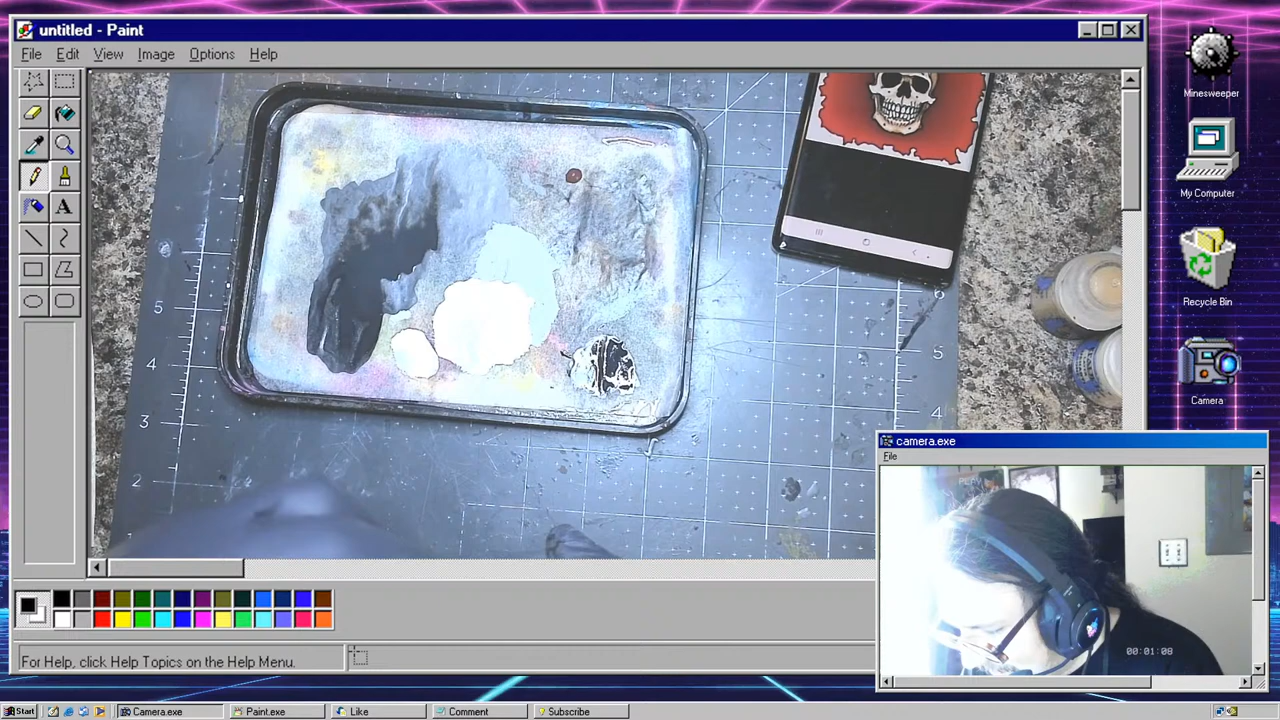 untitled - Paint
File Edit View Image Options Help
Minesweeper
My Computer
Recycle Bin
Camera
5
4
3
2
6
5
4
camera.exe
File
00:01:08
For Help, click Help Topics on the Help Menu.
Start
Camera.exe
Paint.exe
Like
Comment
Subscribe